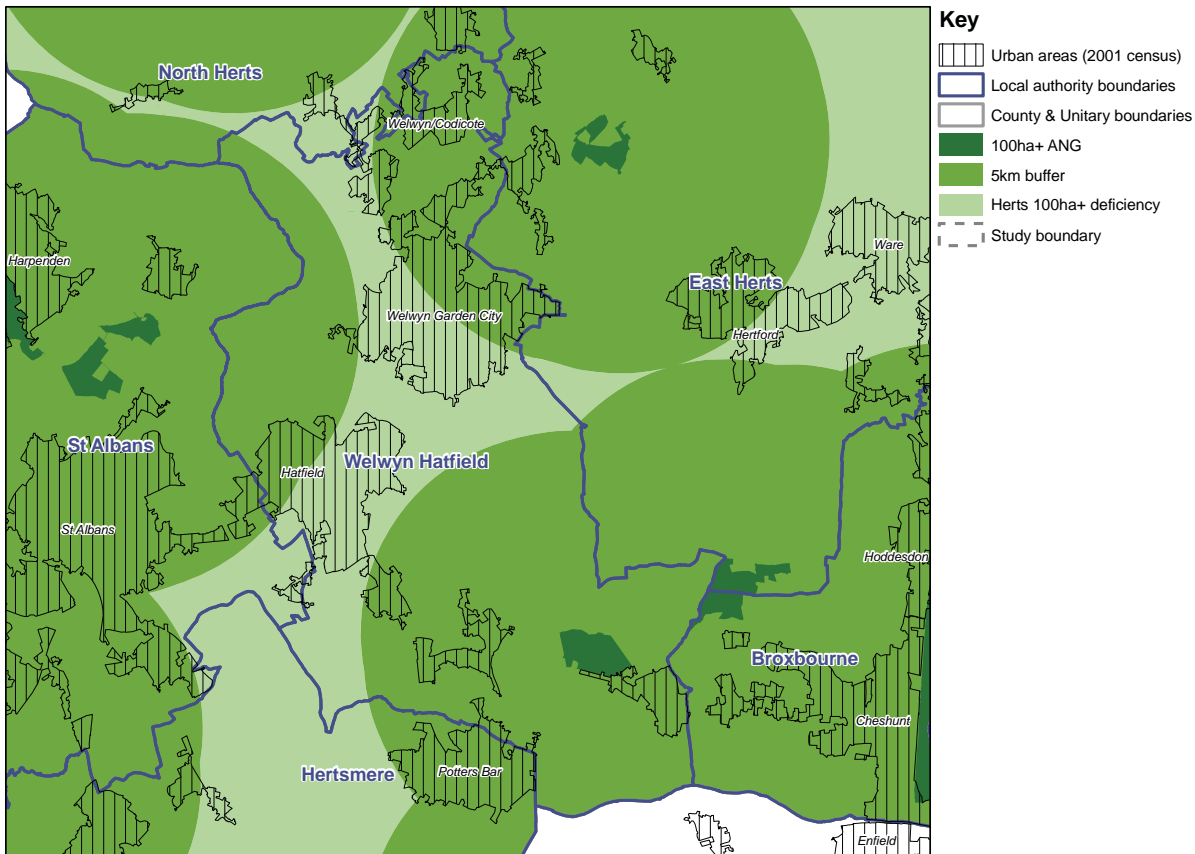 North Herts
Welwyn/Codicote
Harpenden
Ware
East Herts
Welwyn Garden City
Hertford
St Albans
Welwyn Hatfield
Hatfield
St Albans
Hoddesdon
Broxbourne
Cheshunt
Hertsmere
Potters Bar
Enfield
Key
Urban areas (2001 census)
Local authority boundaries
County & Unitary boundaries
100ha+ ANG
5km buffer
Herts 100ha+ deficiency
Study boundary